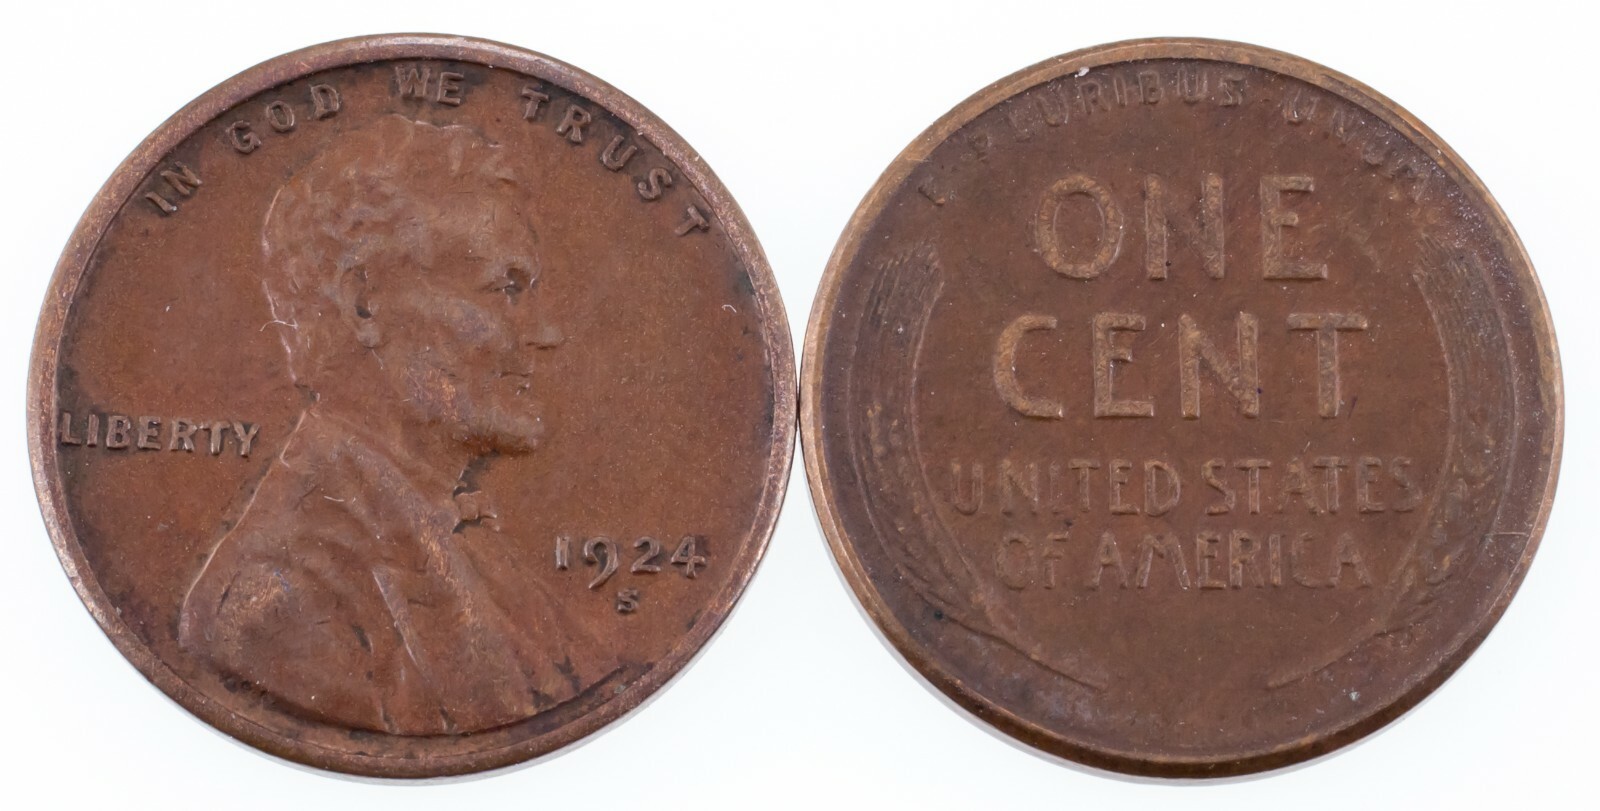 IN GOD WE TRUST
LIBERTY
1924
S
E PLURIBUS UNUM
ONE
CENT
UNITED STATES
OF AMERICA